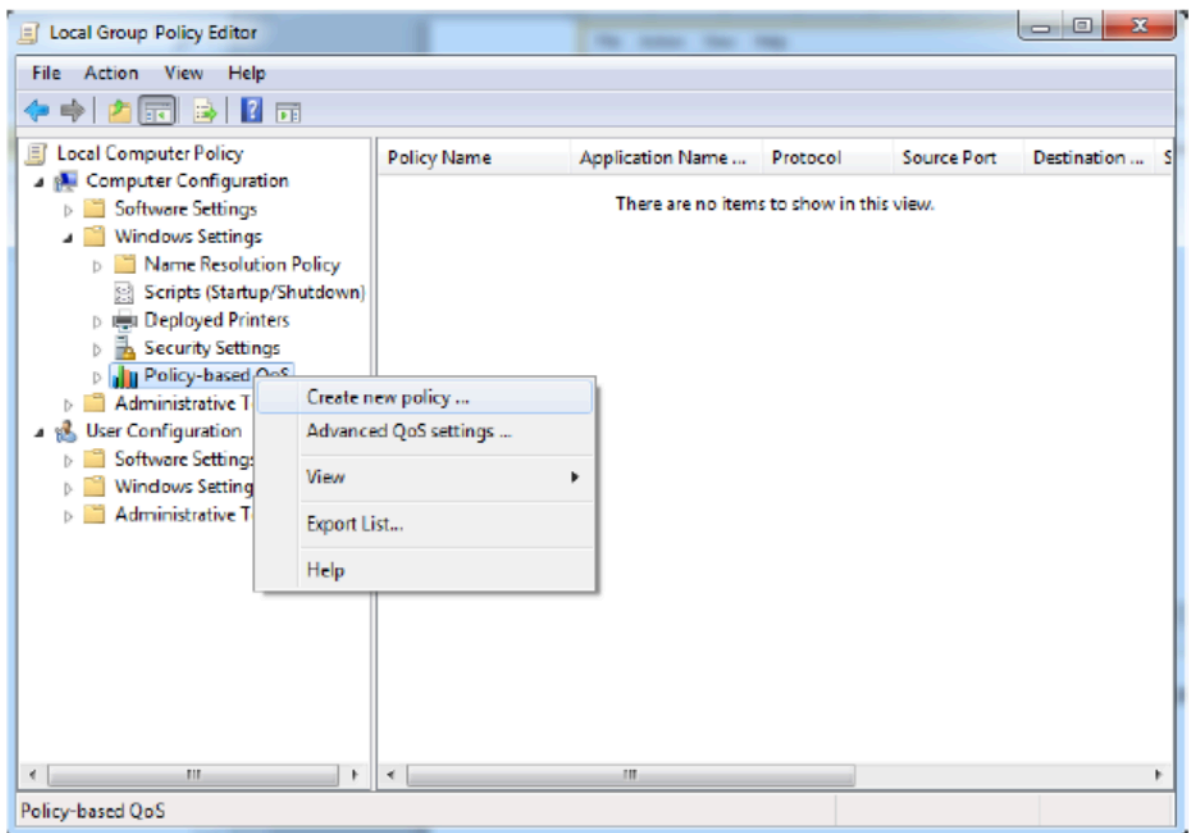 Local Group Policy Editor
File Action View Help
Local Computer Policy
Computer Configuration
Software Settings
Windows Settings
Name Resolution Policy
Scripts (Startup/Shutdown)
Deployed Printers
Security Settings
Policy-based QoS
Administrative T
User Configuration
Software Settings
Windows Setting
Administrative T
Policy Name Application Name ... Protocol Source Port Destination ... S
There are no items to show in this view.
Create new policy ...
Advanced QoS settings ...
View
Export List...
Help
Policy-based QoS